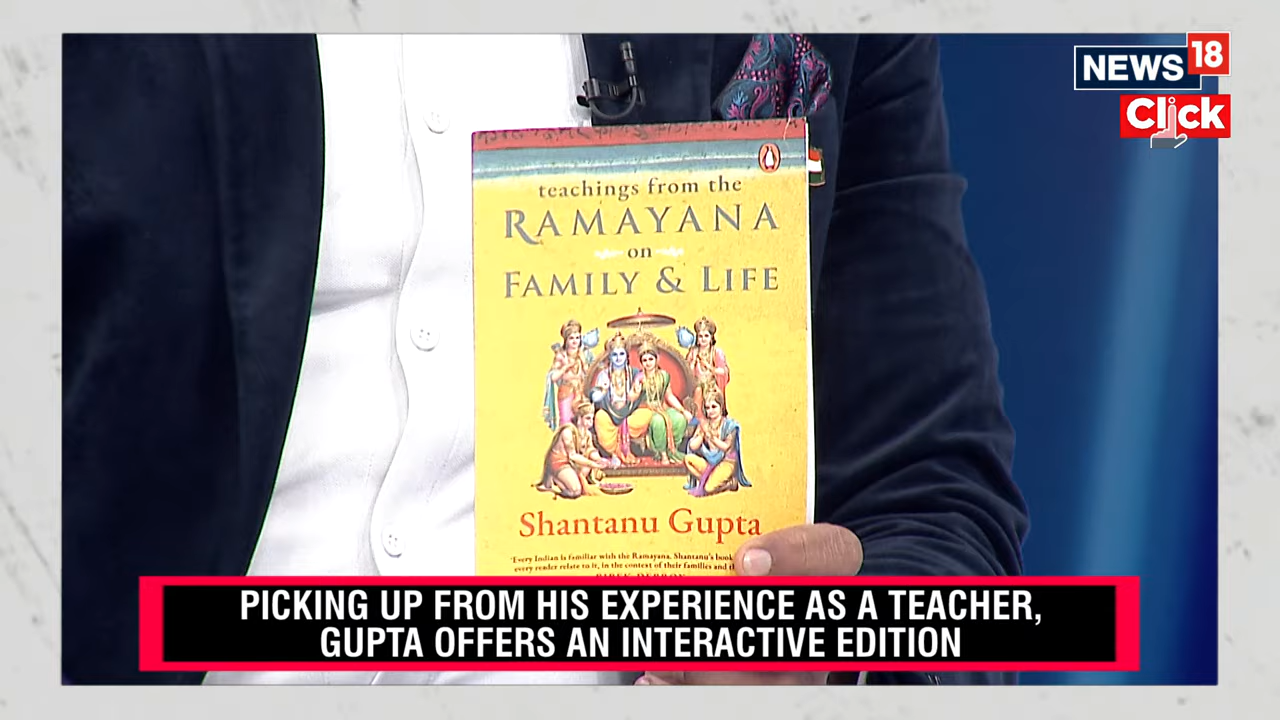 NEWS 18
Click
teachings from the
RAMAYANA
on
FAMILY & LIFE
Shantanu Gupta
'Every Indian is familiar with the Ramayana. Shantanu's book
every reader relate to it, in the context of their families and
PICKING UP FROM HIS EXPERIENCE AS A TEACHER,
GUPTA OFFERS AN INTERACTIVE EDITION